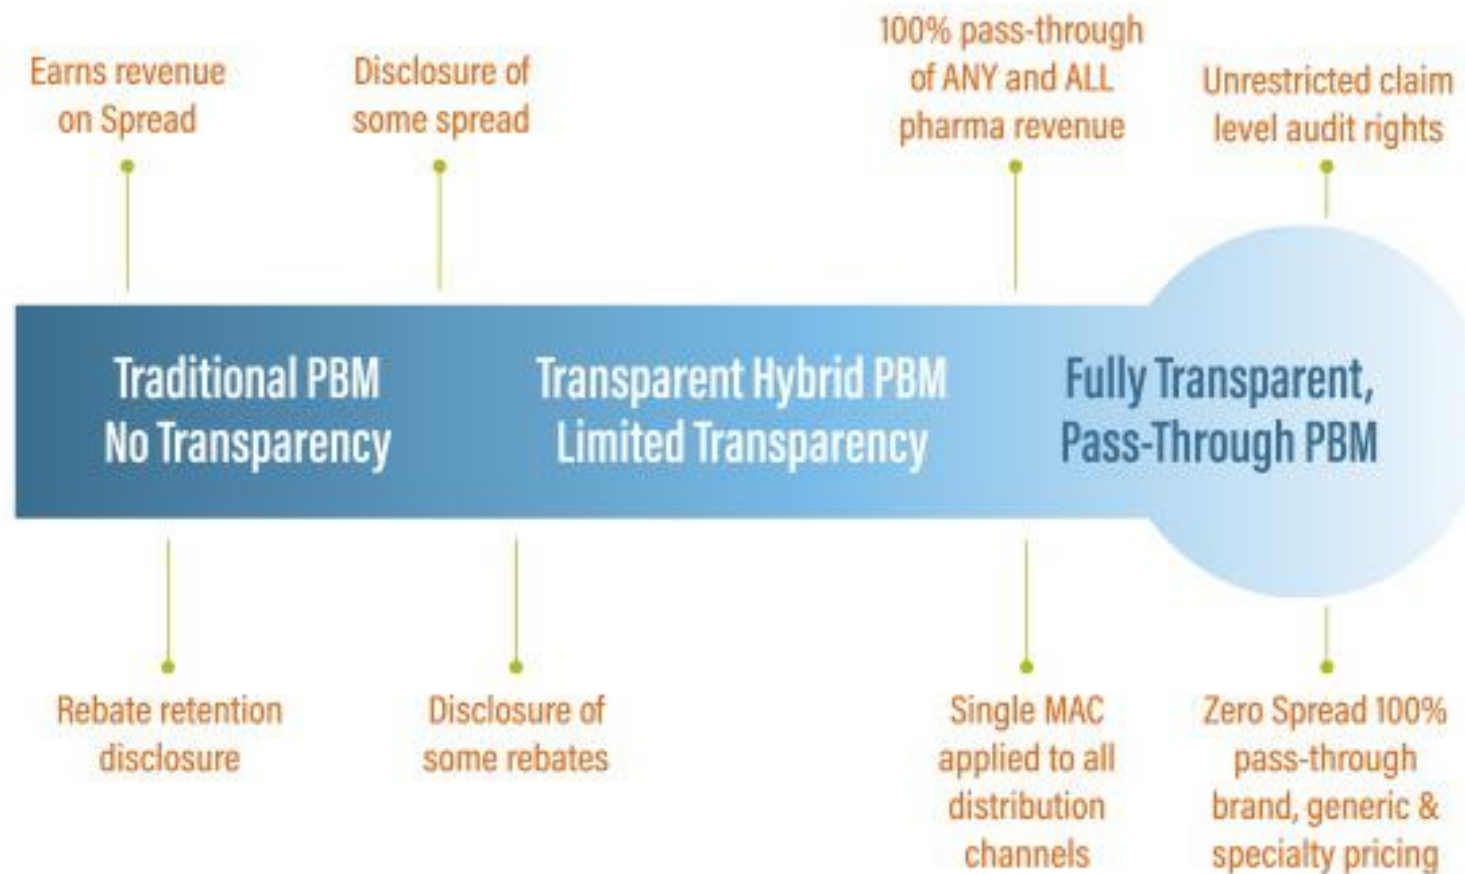 Earns revenue
on Spread
Disclosure of
some spread
100% pass-through
of ANY and ALL
pharma revenue
Unrestricted claim
level audit rights
Traditional PBM
No Transparency
Transparent Hybrid PBM
Limited Transparency
Fully Transparent,
Pass-Through PBM
Rebate retention
disclosure
Disclosure of
some rebates
Single MAC
applied to all
distribution
channels
Zero Spread 100%
pass-through
brand, generic &
specialty pricing